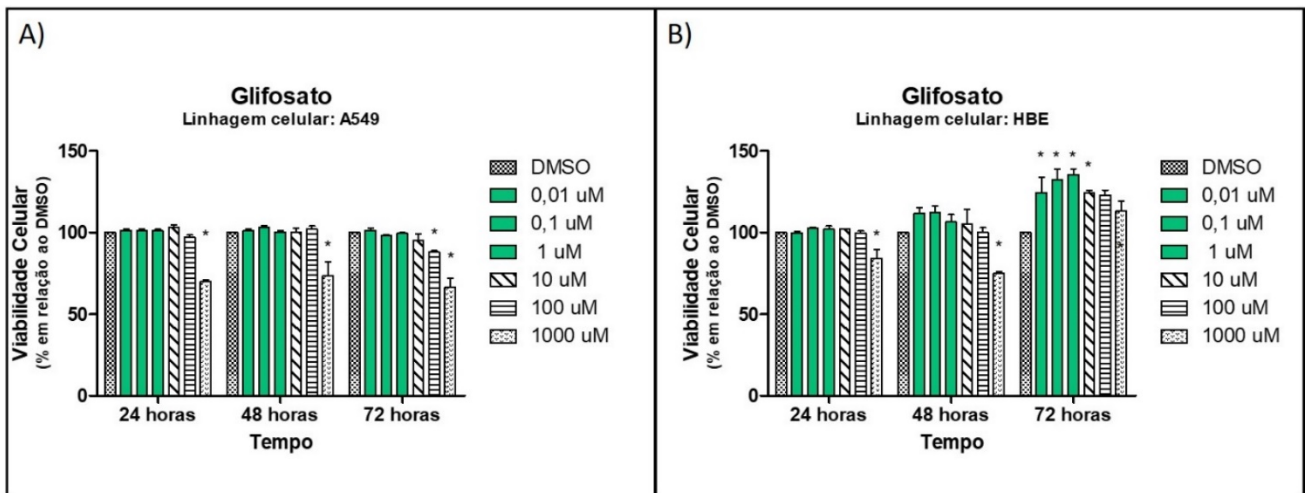 A)
Glifosato
Linhagem celular: A549
Viabilidade Celular
(% em relação ao DMSO)
150
100
50
0
* * * *
24 horas 48 horas 72 horas
Tempo
DMSO
0,01 uM
0,1 uM
1 uM
10 uM
100 uM
1000 uM
B)
Glifosato
Linhagem celular: HBE
Viabilidade Celular
(% em relação ao DMSO)
150
100
50
0
* * * * * * *
24 horas 48 horas 72 horas
Tempo
DMSO
0,01 uM
0,1 uM
1 uM
10 uM
100 uM
1000 uM